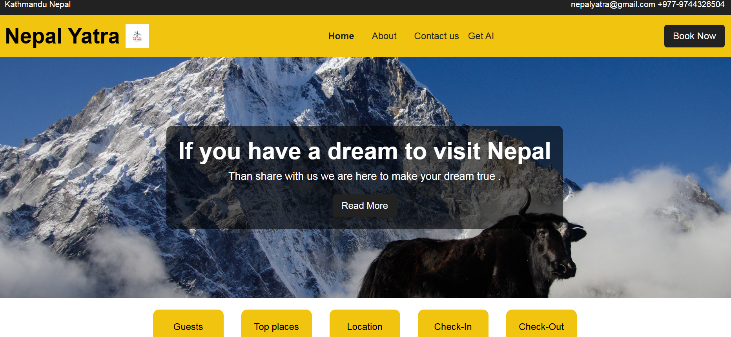 Kathmandu Nepal
nepalyatra@gmail.com +977-9744326504
Nepal Yatra
Home About Contact us Get AI
Book Now
If you have a dream to visit Nepal
Than share with us we are here to make your dream true .
Read More
Guests Top places Location Check-In Check-Out